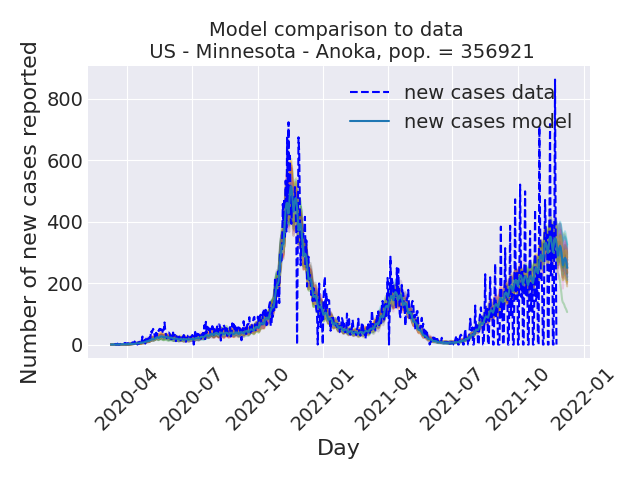 Model comparison to data
US - Minnesota - Anoka, pop. = 356921
Number of new cases reported
800
600
400
200
0
new cases data
new cases model
2020-04
2020-07
2020-10
2021-01
2021-04
2021-07
2021-10
2022-01
Day